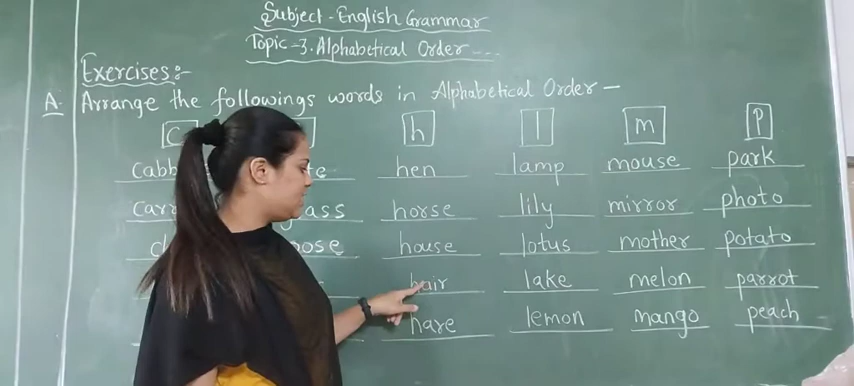 Subject - English Grammar
Topic - 3. Alphabetical Order ---
Exercises:-
A. Arrange the followings words in Alphabetical Order -
c h l m p
hen lamp mouse park
horse lily mirror photo
house lotus mother potato
hair lake melon parrot
hare lemon mango peach